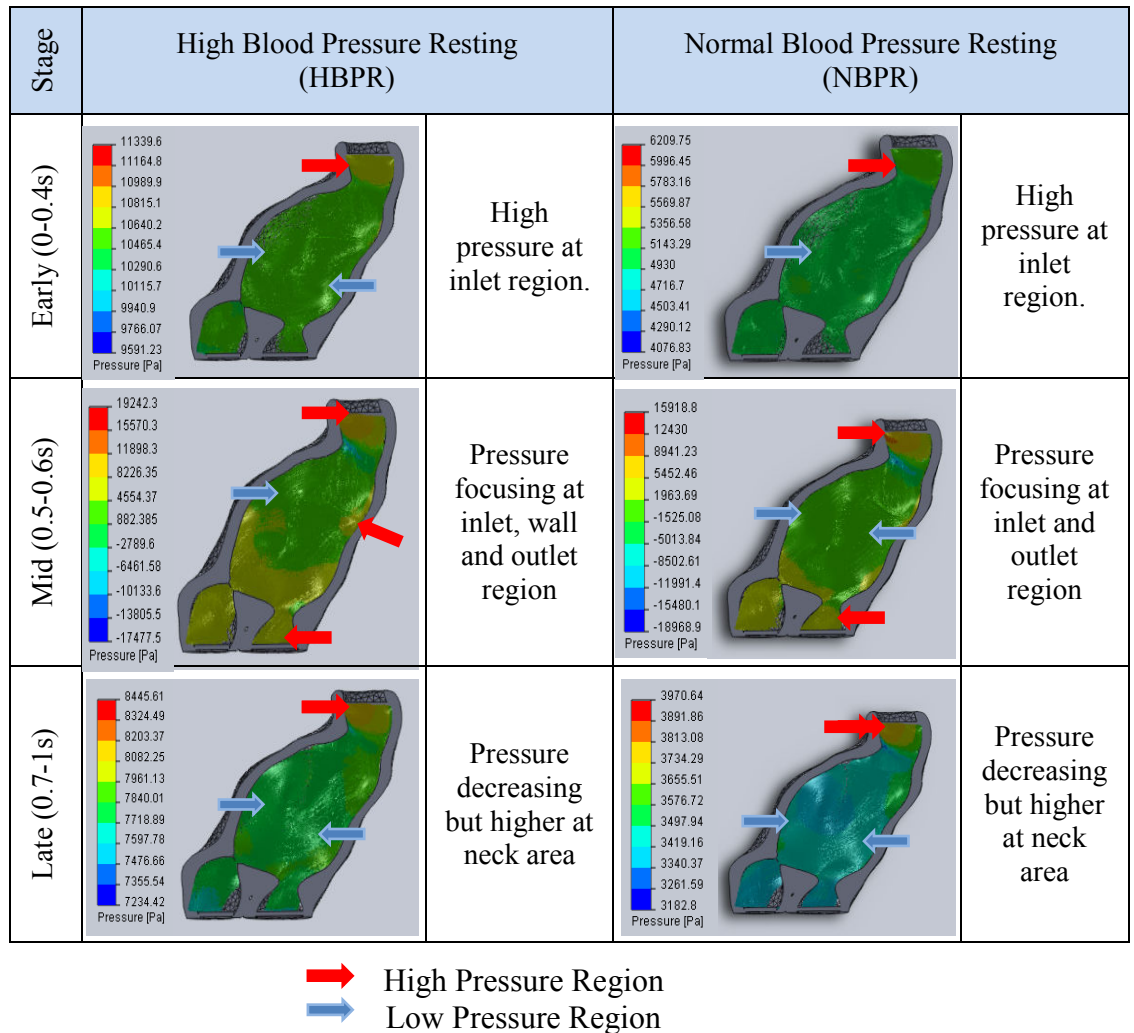 Stage
High Blood Pressure Resting
(HBPR)
Normal Blood Pressure Resting
(NBPR)
Early (0-0.4s)
11339.6
11164.8
10989.9
10815.1
10640.2
10465.4
10290.6
10115.7
9940.9
9766.07
9591.23
Pressure [Pa]
High
pressure at
inlet region.
6209.75
5996.45
5783.16
5569.87
5356.58
5143.29
4930
4716.7
4503.41
4290.12
4076.83
Pressure [Pa]
High
pressure at
inlet
region.
Mid (0.5-0.6s)
19242.3
15570.3
11898.3
8226.35
4554.37
882.385
-2789.6
-6461.58
-10133.6
-13805.5
-17477.5
Pressure [Pa]
Pressure
focusing at
inlet, wall
and outlet
region
15918.8
12430
8941.23
5452.46
1963.69
-1525.08
-5013.84
-8502.61
-11991.4
-15480.1
-18968.9
Pressure [Pa]
Pressure
focusing at
inlet and
outlet
region
Late (0.7-1s)
8445.61
8324.49
8203.37
8082.25
7961.13
7840.01
7718.89
7597.78
7476.66
7355.54
7234.42
Pressure [Pa]
Pressure
decreasing
but higher at
neck area
3970.64
3891.86
3813.08
3734.29
3655.51
3576.72
3497.94
3419.16
3340.37
3261.59
3182.8
Pressure [Pa]
Pressure
decreasing
but higher
at neck
area
High Pressure Region
Low Pressure Region